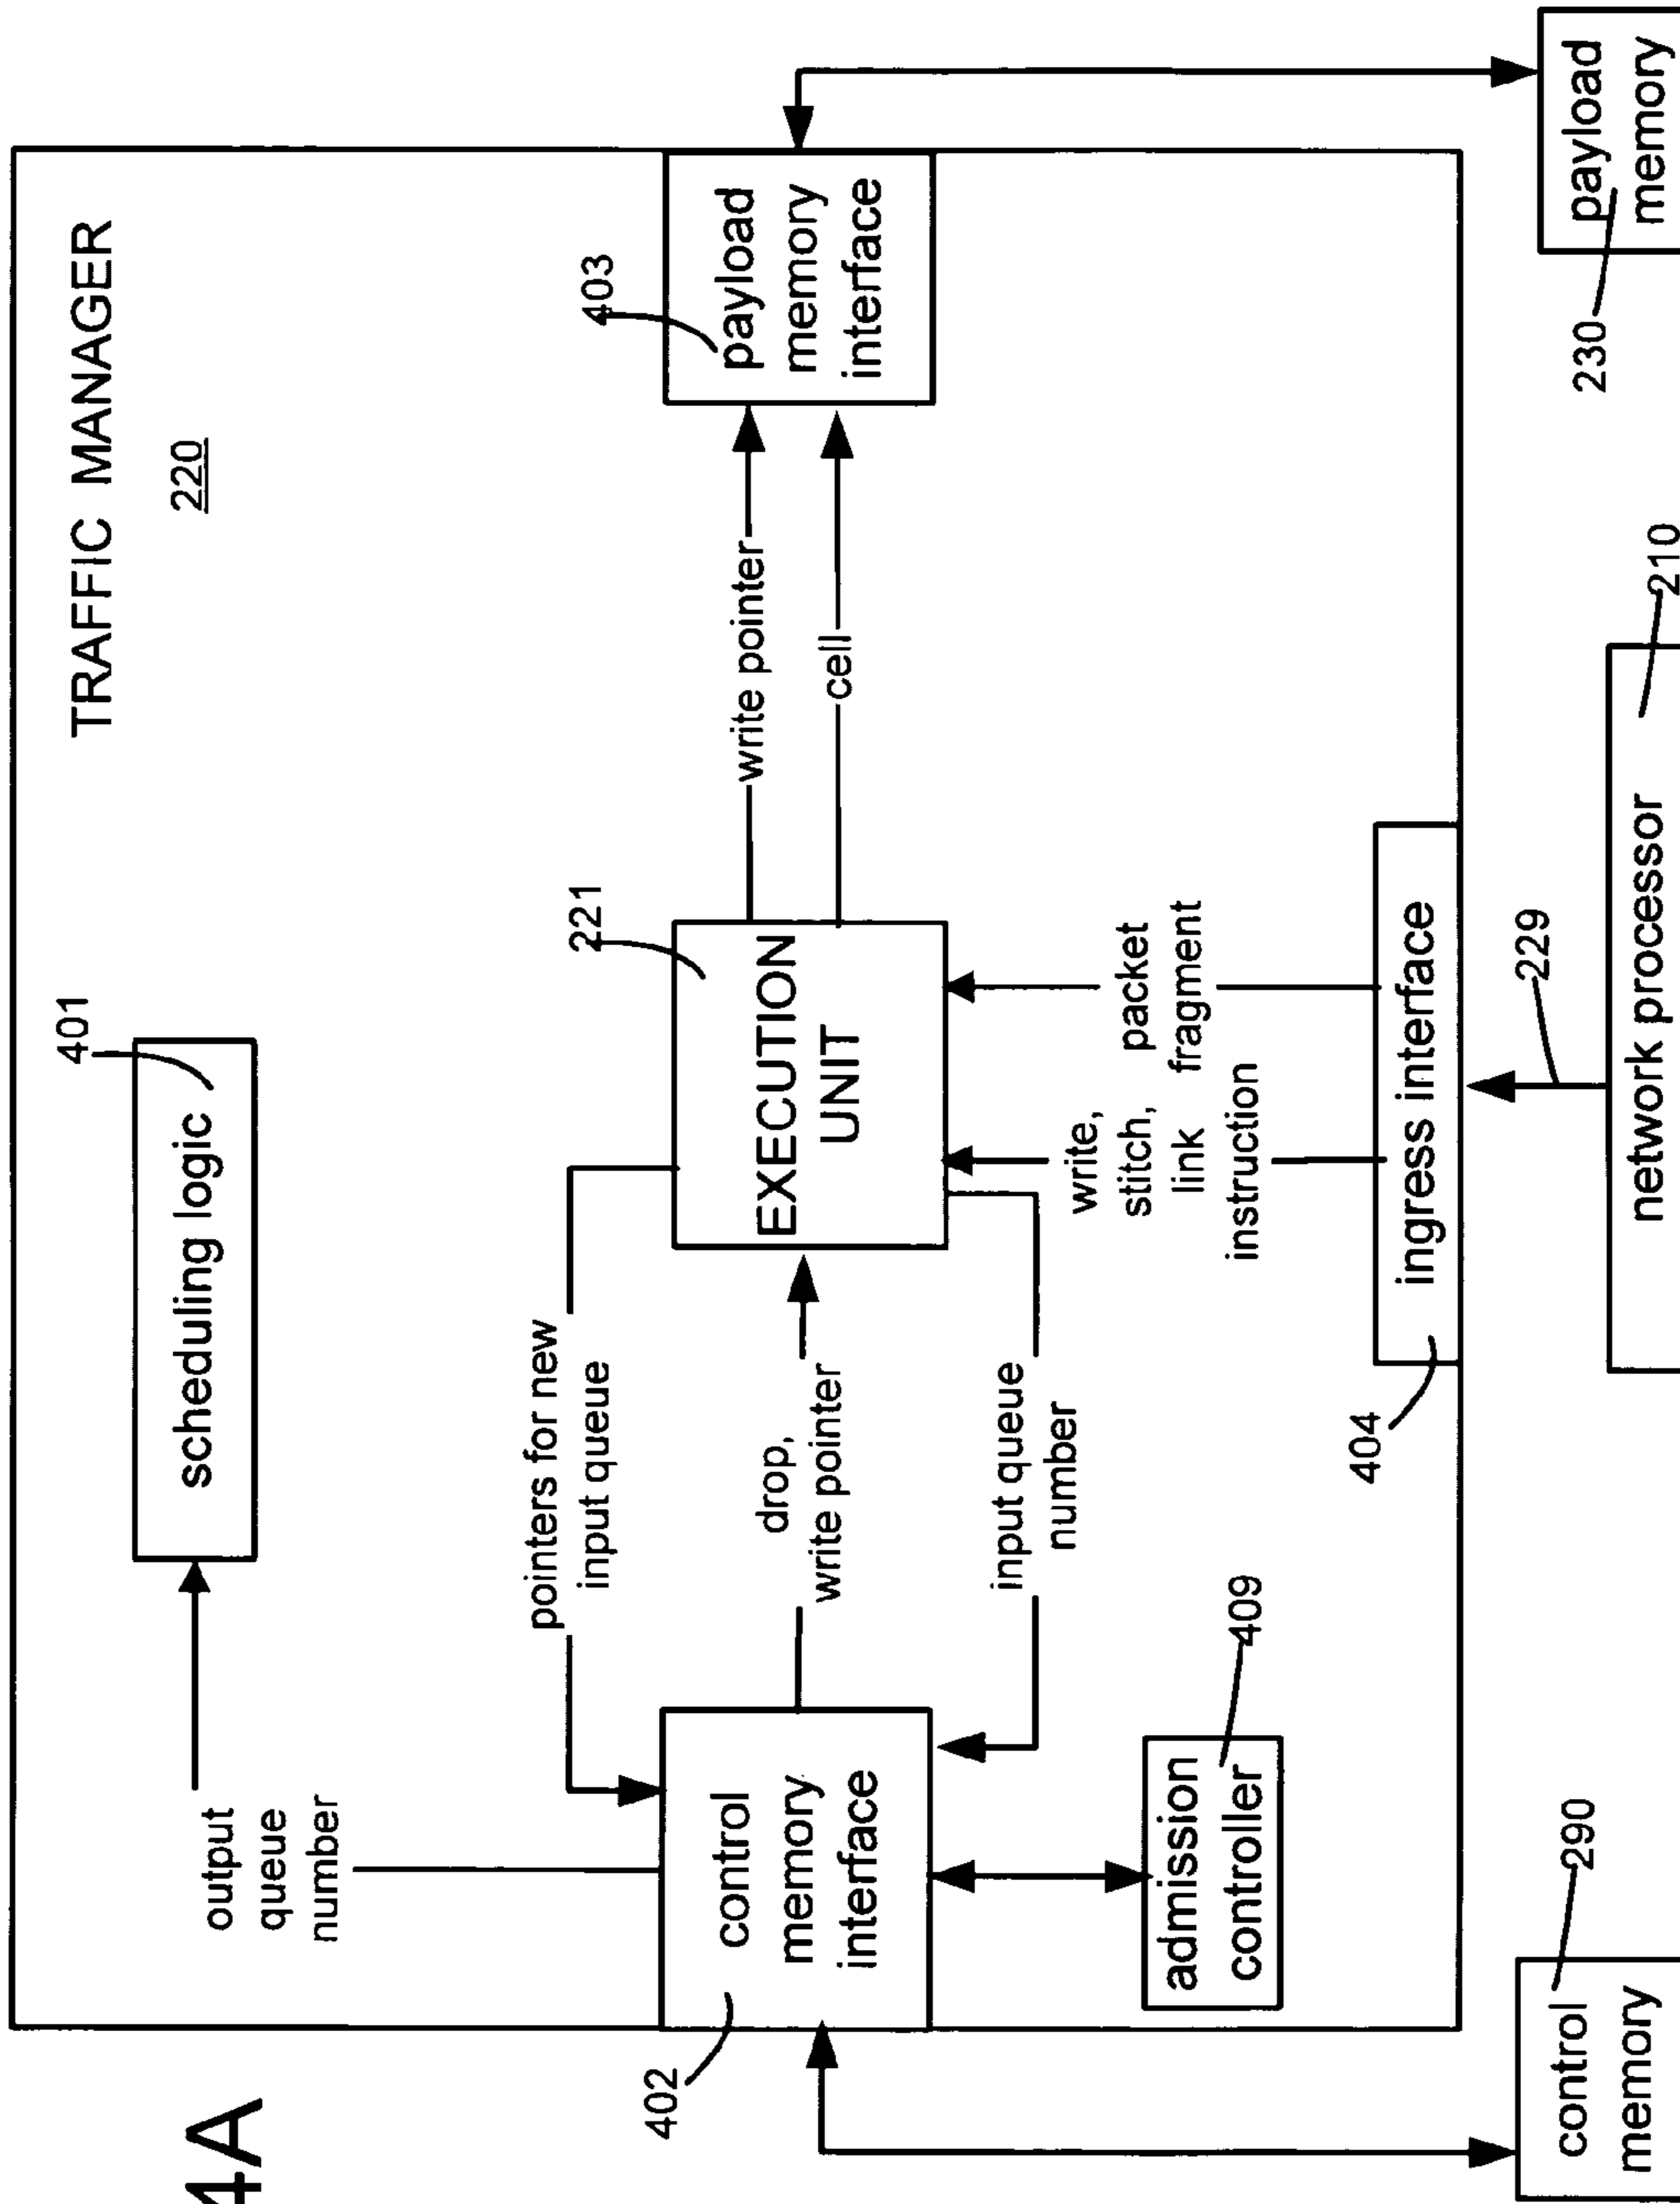 4A
TRAFFIC MANAGER
220
401
scheduling logic
output
queue
number
pointers for new
input queue
221
EXECUTION
UNIT
403
payload
memory
interface
write pointer
cell
402
control
memory
interface
drop,
write pointer
input queue
number
write,
stitch,
link
instruction
packet
fragment
409
admission
controller
404
ingress interface
229
290
control
memory
210
network processor
230
payload
memory